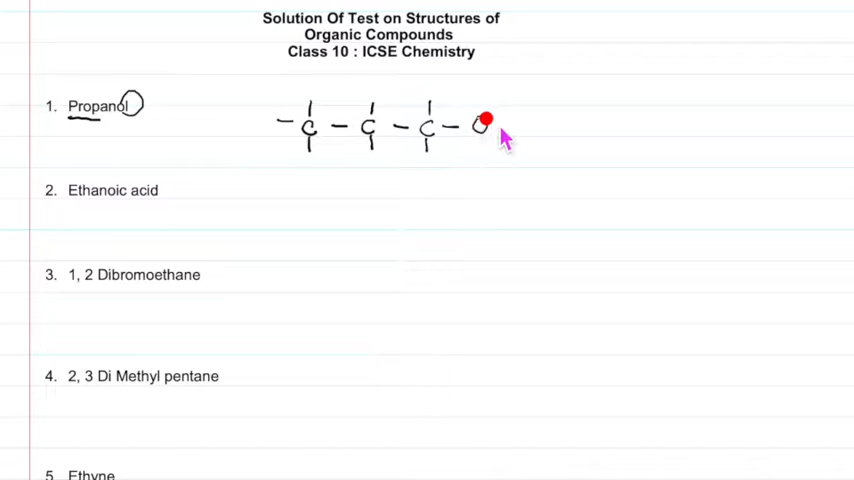 Solution Of Test on Structures of
Organic Compounds
Class 10 : ICSE Chemistry
1. Propanol
- C - C - C - O
2. Ethanoic acid
3. 1, 2 Dibromoethane
4. 2, 3 Di Methyl pentane
5. Ethyne